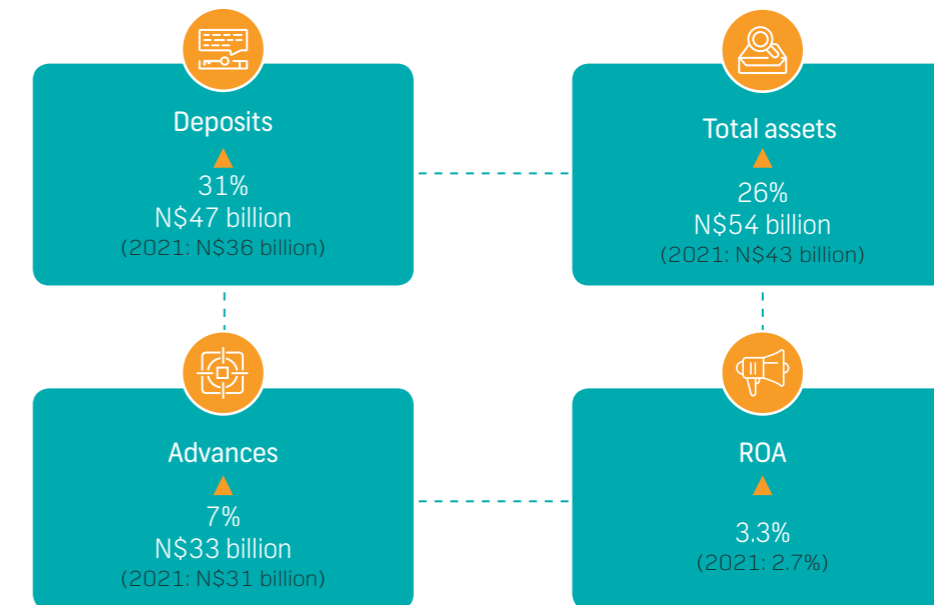 Deposits
31%
N$47 billion
(2021: N$36 billion)
Total assets
26%
N$54 billion
(2021: N$43 billion)
Advances
7%
N$33 billion
(2021: N$31 billion)
ROA
3.3%
(2021: 2.7%)